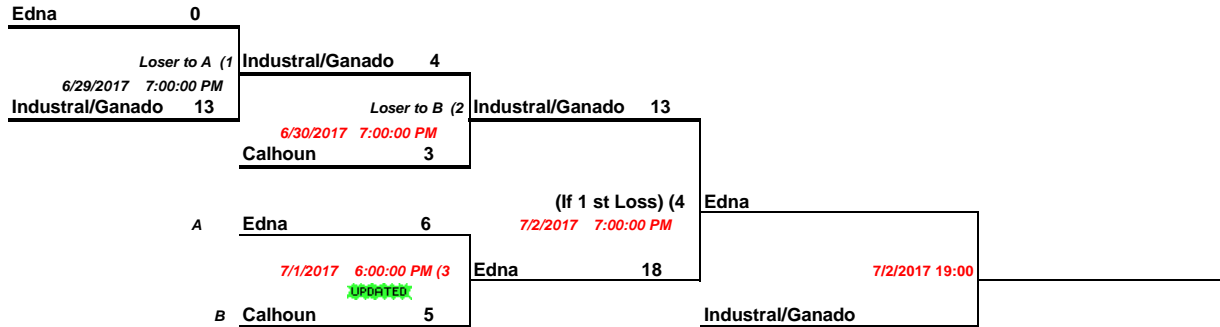 Edna 0
Loser to A (1 Industral/Ganado 4
6/29/2017 7:00:00 PM
Industral/Ganado 13
Loser to B (2 Industral/Ganado 13
6/30/2017 7:00:00 PM
Calhoun 3
(If 1 st Loss) (4 Edna
A Edna 6
7/2/2017 7:00:00 PM
7/1/2017 6:00:00 PM (3 Edna 18
7/2/2017 19:00
UPDATED
B Calhoun 5
Industral/Ganado